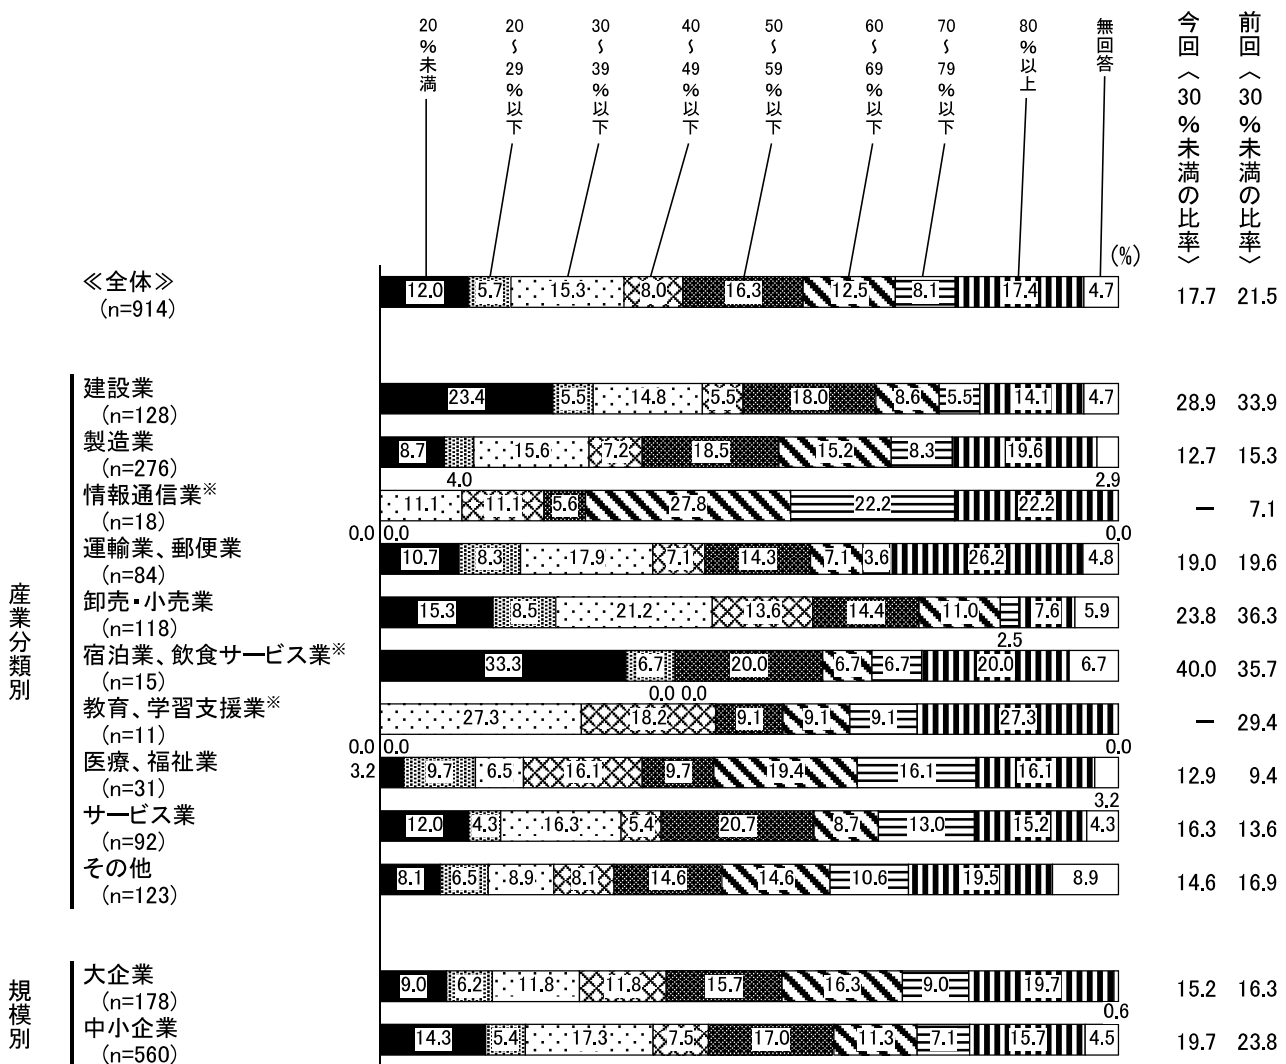 20%未満
20～29%以下
30～39%以下
40～49%以下
50～59%以下
60～69%以下
70～79%以下
80%以上
無回答
今回〈30%未満の比率〉
前回〈30%未満の比率〉
(%)
≪全体≫
(n=914)
12.0 5.7 15.3 8.0 16.3 12.5 8.1 17.4 4.7 17.7 21.5
産業分類別
建設業
(n=128)
23.4 5.5 14.8 5.5 18.0 8.6 5.5 14.1 4.7 28.9 33.9
製造業
(n=276)
8.7 4.0 15.6 7.2 18.5 15.2 8.3 19.6 2.9 12.7 15.3
情報通信業※
(n=18)
0.0 0.0 11.1 11.1 5.6 27.8 22.2 22.2 0.0 － 7.1
運輸業、郵便業
(n=84)
10.7 8.3 17.9 7.1 14.3 7.1 3.6 26.2 4.8 19.0 19.6
卸売・小売業
(n=118)
15.3 8.5 21.2 13.6 14.4 11.0 2.5 7.6 5.9 23.8 36.3
宿泊業、飲食サービス業※
(n=15)
33.3 6.7 0.0 0.0 20.0 6.7 6.7 20.0 6.7 40.0 35.7
教育、学習支援業※
(n=11)
0.0 0.0 27.3 18.2 9.1 9.1 9.1 27.3 0.0 － 29.4
医療、福祉業
(n=31)
3.2 9.7 6.5 16.1 9.7 19.4 16.1 16.1 3.2 12.9 9.4
サービス業
(n=92)
12.0 4.3 16.3 5.4 20.7 8.7 13.0 15.2 4.3 16.3 13.6
その他
(n=123)
8.1 6.5 8.9 8.1 14.6 14.6 10.6 19.5 8.9 14.6 16.9
規模別
大企業
(n=178)
9.0 6.2 11.8 11.8 15.7 16.3 9.0 19.7 0.6 15.2 16.3
中小企業
(n=560)
14.3 5.4 17.3 7.5 17.0 11.3 7.1 15.7 4.5 19.7 23.8